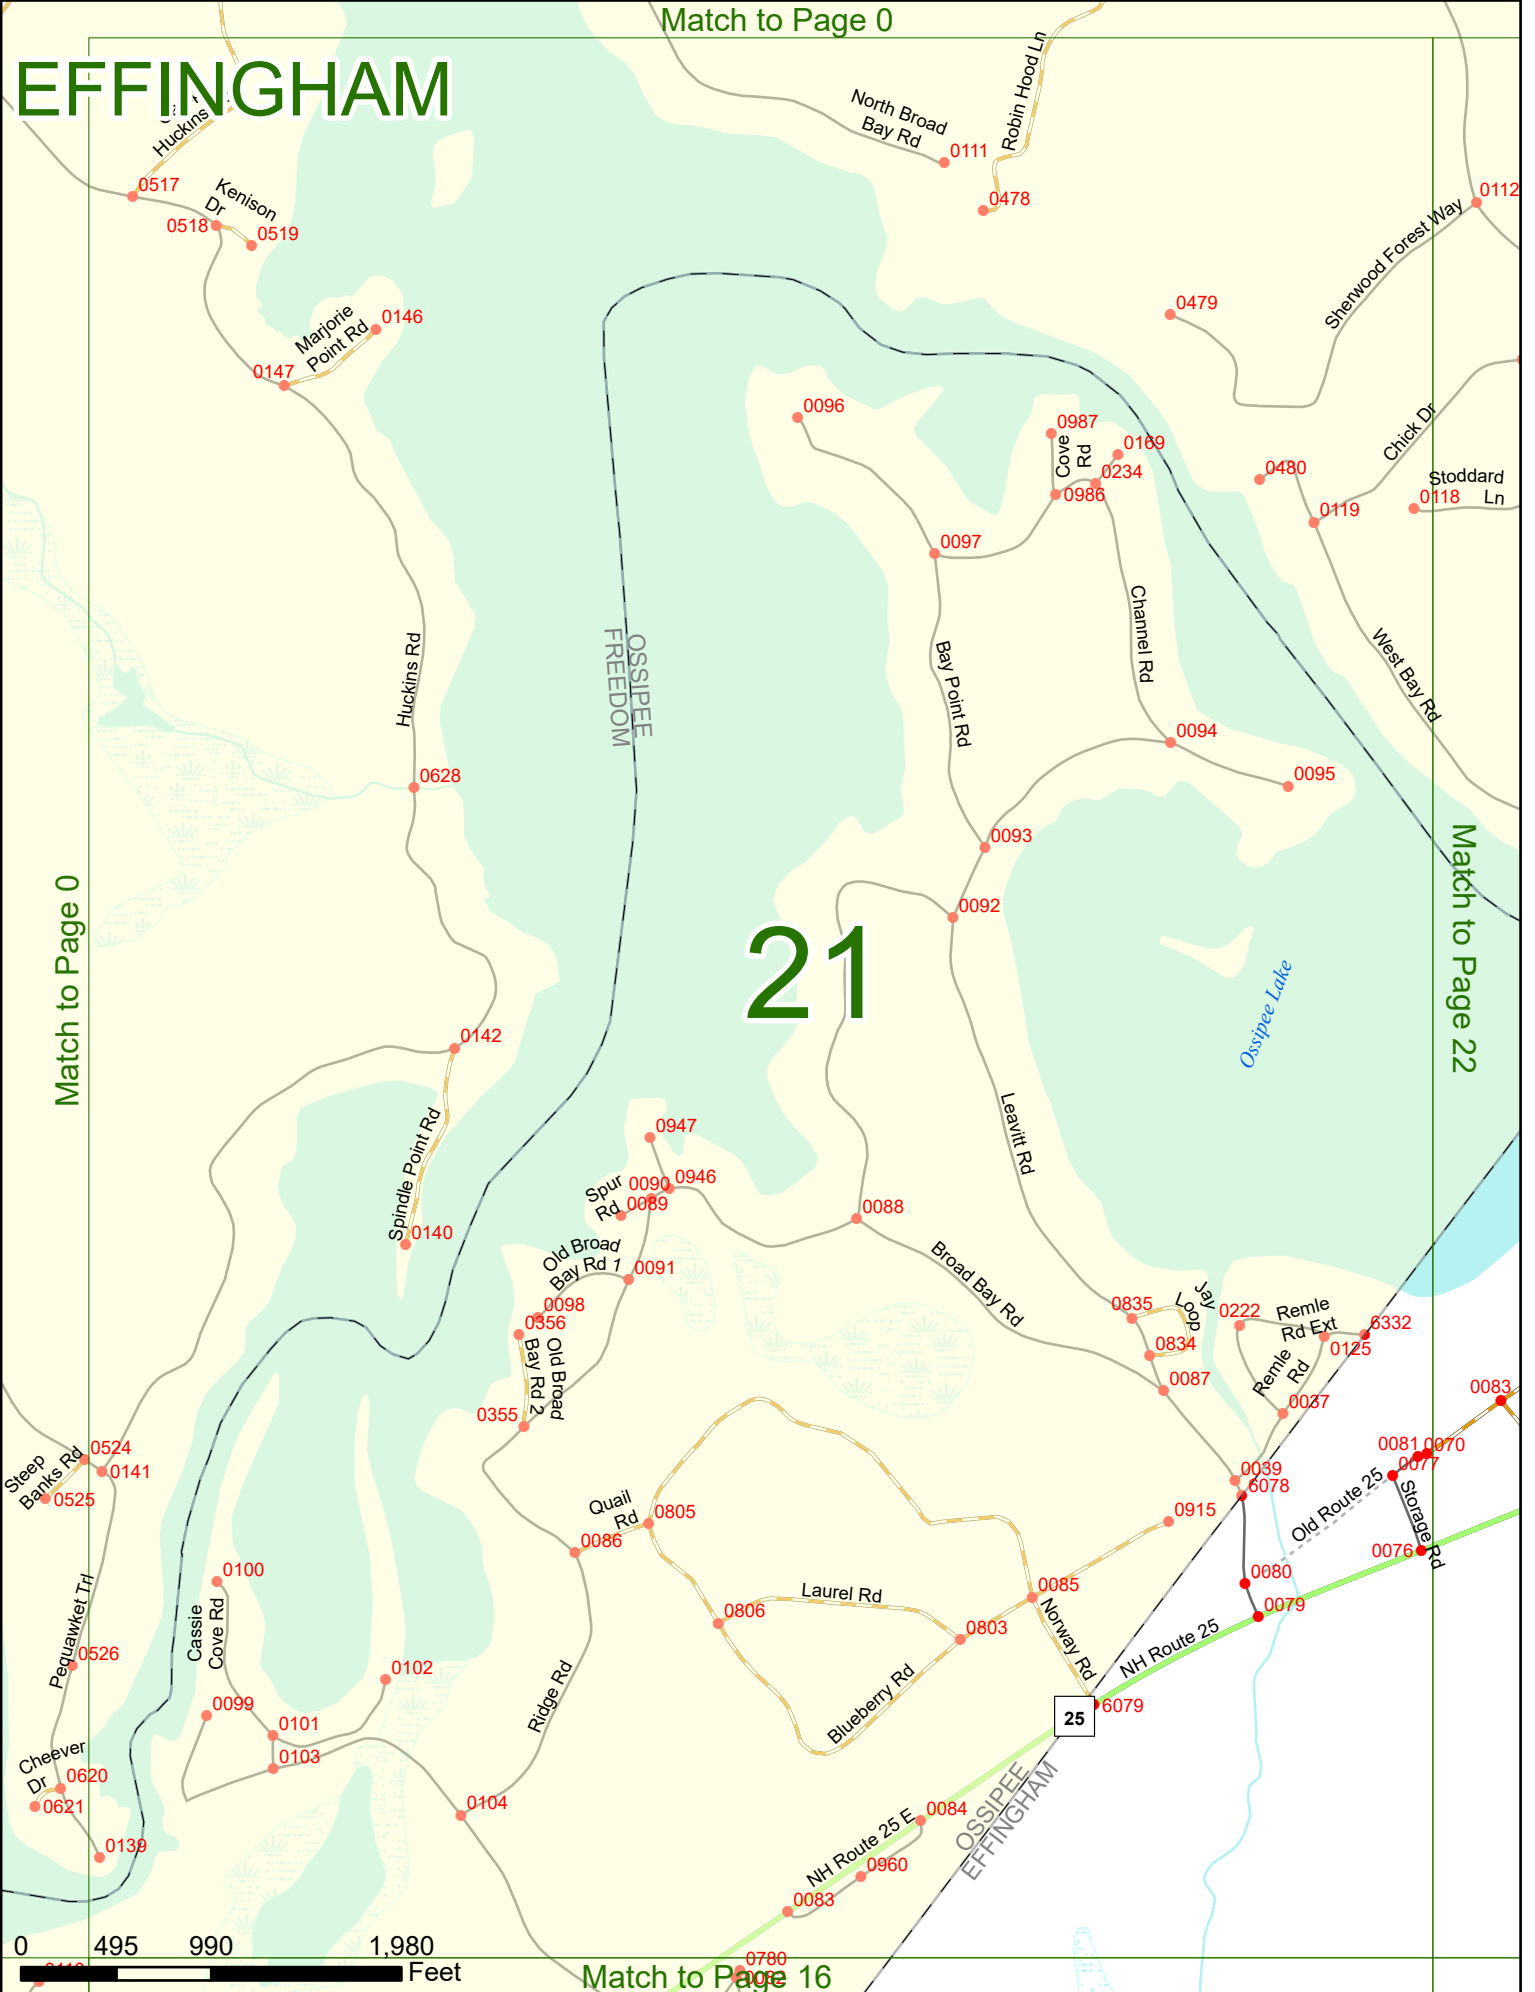 Match to Page 0
EFFINGHAM
Huckins
North Broad
Bay Rd
0111
Robin Hood Ln
0478
0517
Kenison
Dr
0518
0519
0112
Sherwood Forest Way
0479
Marjorie
Point Rd
0146
0147
0096
0987
Cove
Rd
0169
0234
0986
0480
Chick Dr
Stoddard
Ln
0118
0119
0097
Channel Rd
Huckins Rd
OSSIPEE
FREEDOM
Bay Point Rd
West Bay Rd
0094
0095
0628
0093
Match to Page 0
Match to Page 22
0092
21
Ossipee Lake
0142
Leavitt Rd
Spindle Point Rd
0947
Spur
Rd
0090
0946
0089
0088
0140
Old Broad
Bay Rd 1
0091
Broad Bay Rd
0098
0356
Old Broad
Bay Rd 2
0355
0835
Jay
Loop
0834
0222
Remle
Rd Ext
6332
0125
Remle
Rd
0087
0037
0083
0524
0141
Steep
Banks Rd
0525
0081
0070
0077
0039
6078
Old Route 25
Storage Rd
Quail
Rd
0805
0086
0915
0076
0100
0080
0079
Cassie
Cove Rd
Pequawket Trl
0526
Laurel Rd
0085
0806
0803
Norway Rd
NH Route 25
0102
0099
Ridge Rd
Blueberry Rd
0101
0103
25
6079
Cheever
Dr
0620
0621
0104
0084
OSSIPEE
EFFINGHAM
NH Route 25 E
0139
0960
0083
0 495 990 1,980
Feet
0780
0082
Match to Page 16